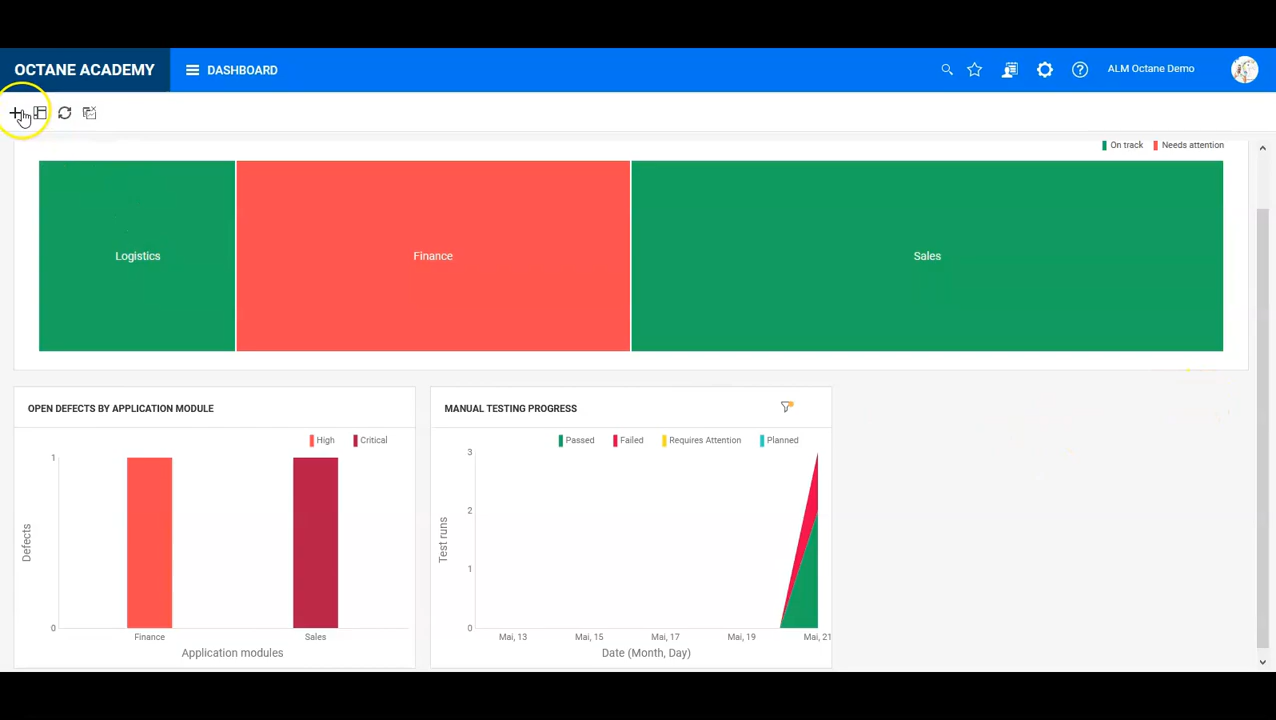 OCTANE ACADEMY
DASHBOARD
ALM Octane Demo
On track
Needs attention
Logistics
Finance
Sales
OPEN DEFECTS BY APPLICATION MODULE
High
Critical
1
0
Defects
Finance
Sales
Application modules
MANUAL TESTING PROGRESS
Passed
Failed
Requires Attention
Planned
3
2
1
0
Test runs
Mai, 13
Mai, 15
Mai, 17
Mai, 19
Mai, 21
Date (Month, Day)